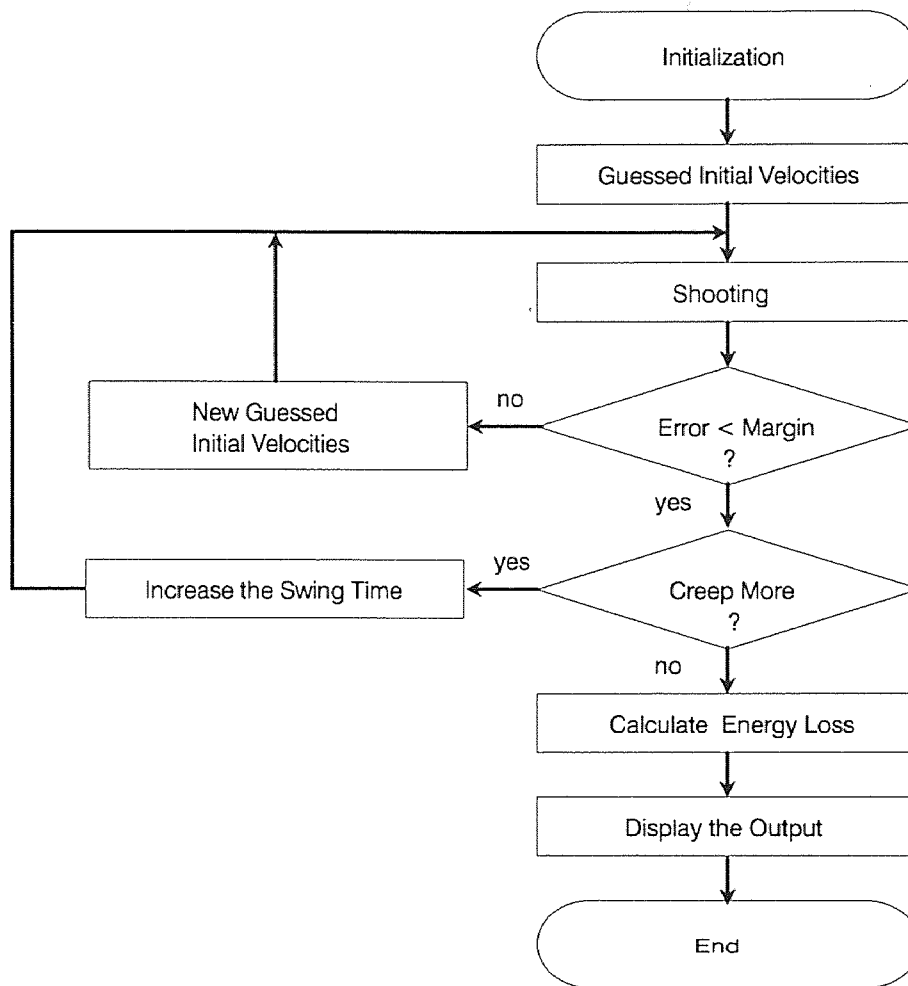 Initialization
Guessed Initial Velocities
Shooting
no
New Guessed
Initial Velocities
Error < Margin
?
yes
yes
Increase the Swing Time
Creep More
?
no
Calculate Energy Loss
Display the Output
End